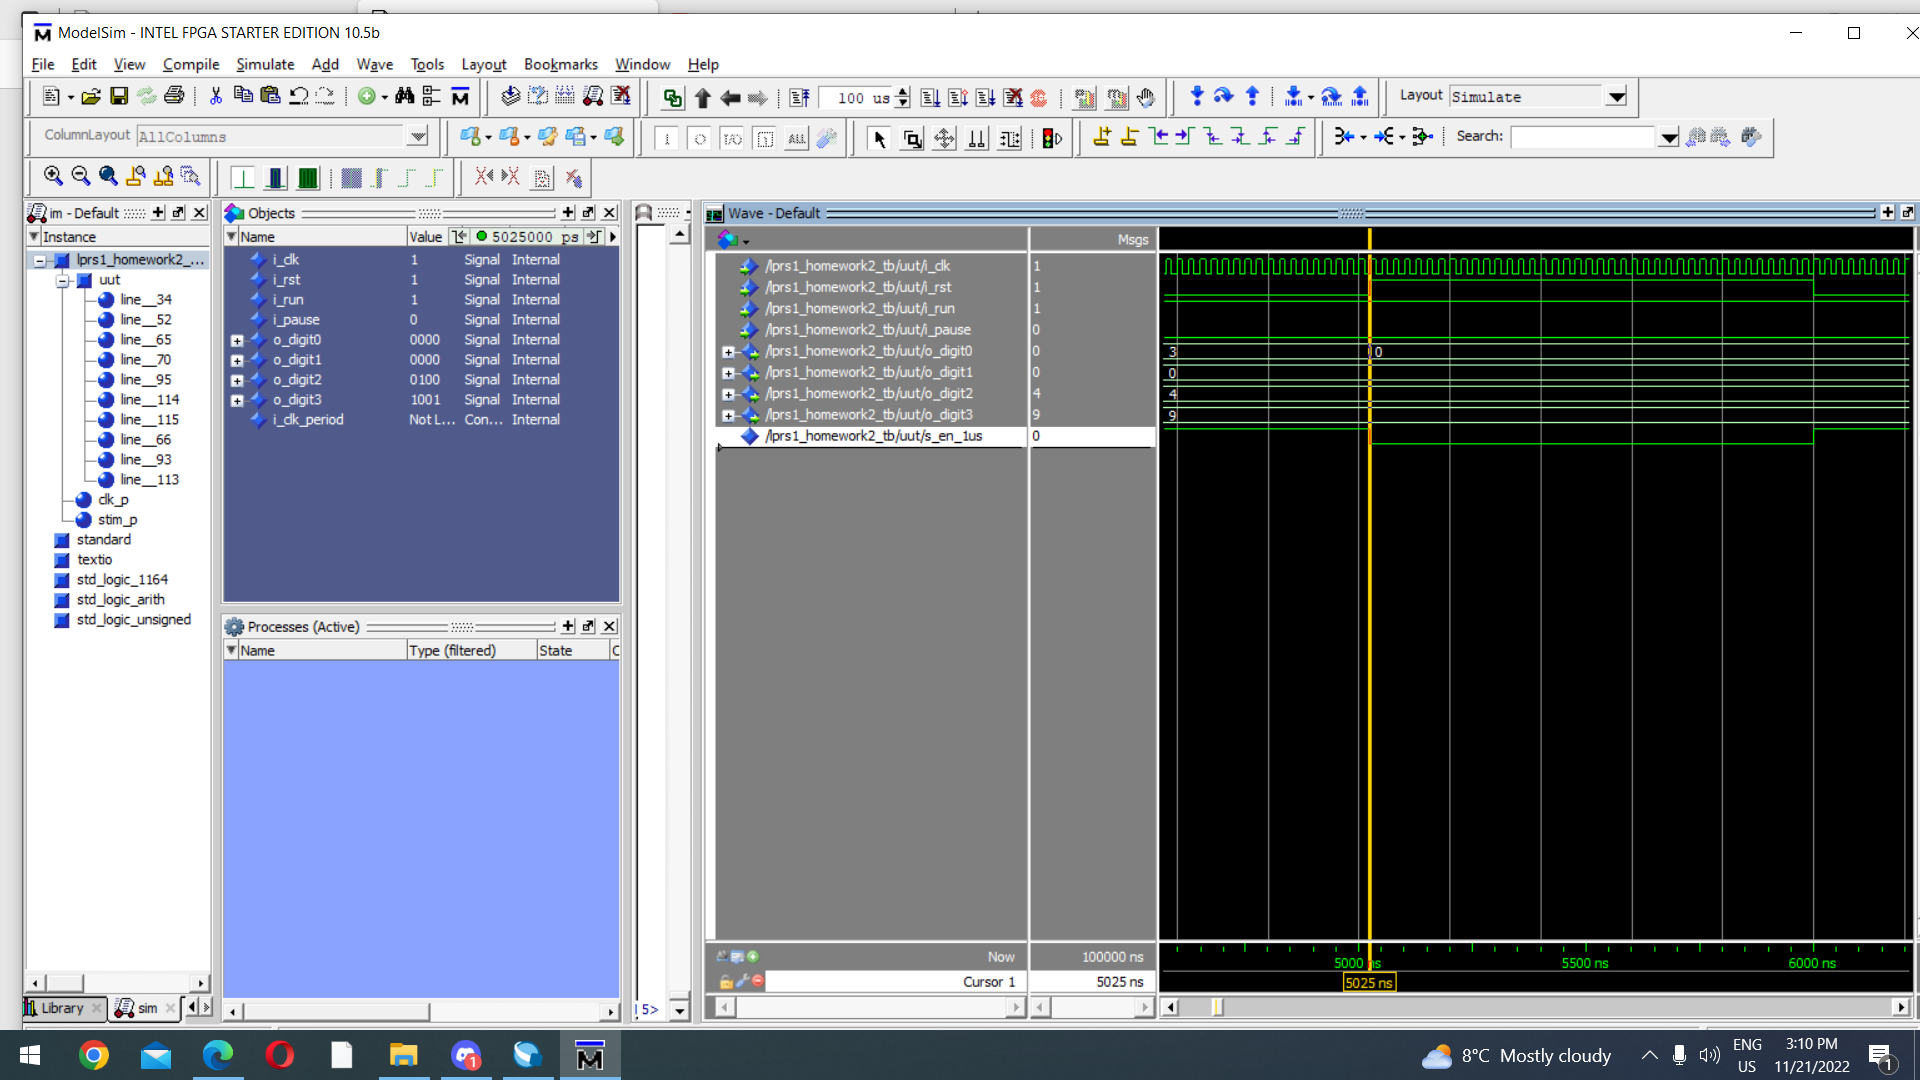 ModelSim - INTEL FPGA STARTER EDITION 10.5b
File Edit View Compile Simulate Add Wave Tools Layout Bookmarks Window Help
100 us
Layout Simulate
ColumnLayout AllColumns
Search:
im - Default
Instance
lprs1_homework2_...
uut
line__34
line__52
line__65
line__70
line__95
line__114
line__115
line__66
line__93
line__113
clk_p
stim_p
standard
textio
std_logic_1164
std_logic_arith
std_logic_unsigned
Library
sim
Objects
Name Value 5025000 ps
i_clk 1 Signal Internal
i_rst 1 Signal Internal
i_run 1 Signal Internal
i_pause 0 Signal Internal
o_digit0 0000 Signal Internal
o_digit1 0000 Signal Internal
o_digit2 0100 Signal Internal
o_digit3 1001 Signal Internal
i_clk_period Not L... Con... Internal
Processes (Active)
Name Type (filtered) State
5>
Wave - Default
Msgs
/lprs1_homework2_tb/uut/i_clk 1
/lprs1_homework2_tb/uut/i_rst 1
/lprs1_homework2_tb/uut/i_run 1
/lprs1_homework2_tb/uut/i_pause 0
/lprs1_homework2_tb/uut/o_digit0 0 3 0
/lprs1_homework2_tb/uut/o_digit1 0 0
/lprs1_homework2_tb/uut/o_digit2 4 4
/lprs1_homework2_tb/uut/o_digit3 9 9
/lprs1_homework2_tb/uut/s_en_1us 0
Now 100000 ns 5000 ns 5500 ns 6000 ns
Cursor 1 5025 ns 5025 ns
8°C Mostly cloudy
ENG
US
3:10 PM
11/21/2022
1
1